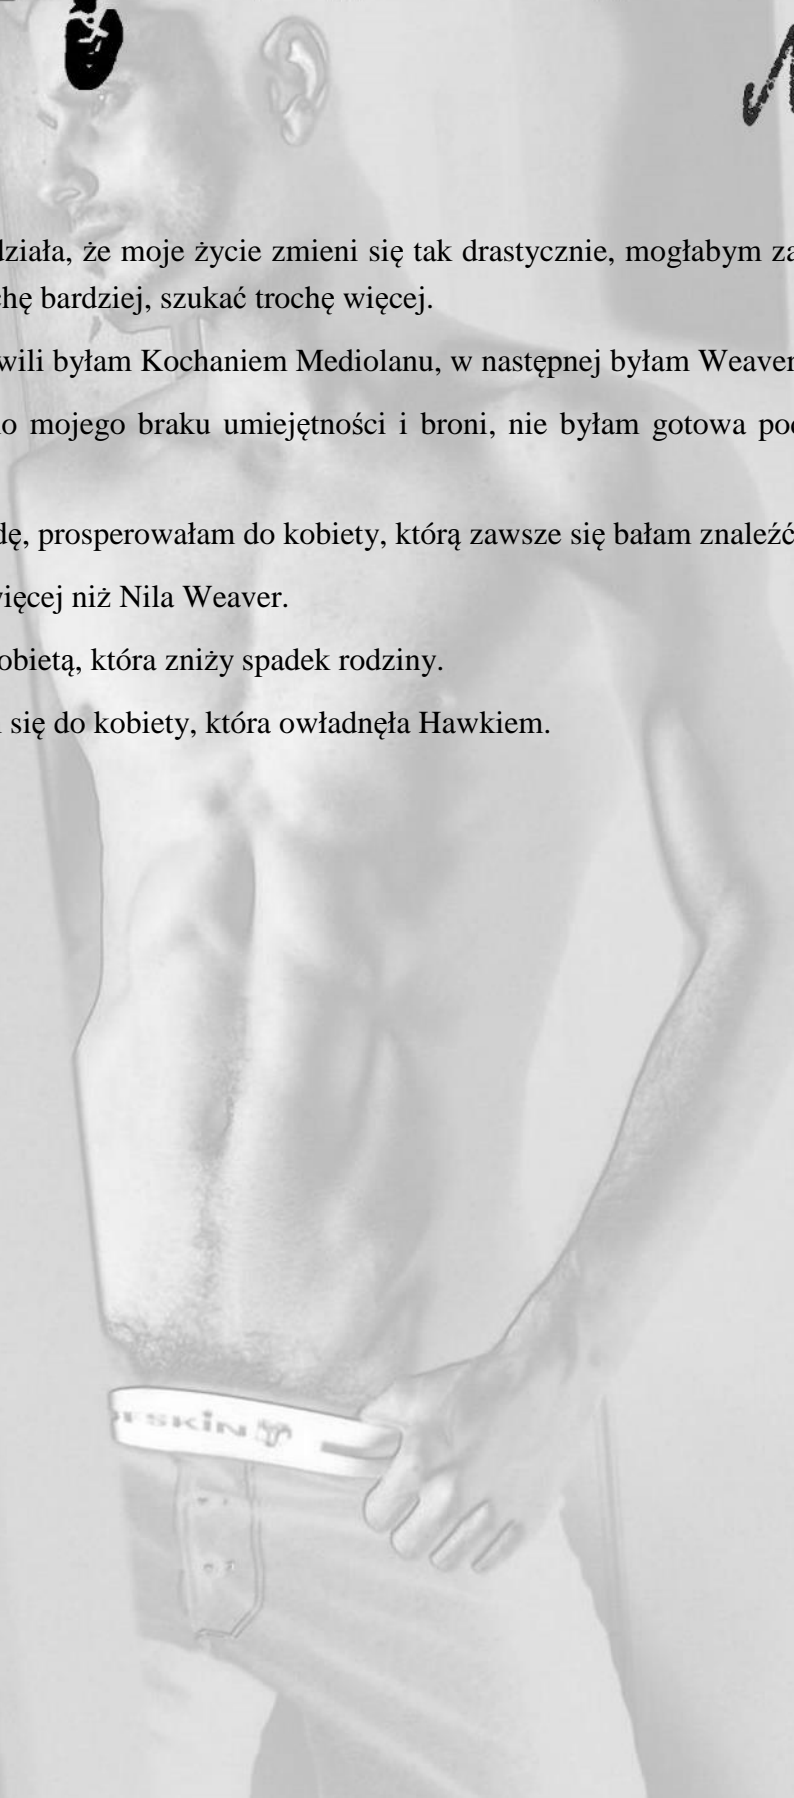 działa, że moje życie zmieni się tak drastycznie, mogłabym za
chę bardziej, szukać trochę więcej.
wili byłam Kochaniem Mediolanu, w następnej byłam Weaver
o mojego braku umiejętności i broni, nie byłam gotowa pod
dę, prosperowałam do kobiety, którą zawsze się bałam znaleźć
więcej niż Nila Weaver.
obietą, która zniży spadek rodziny.
się do kobiety, która owładnęła Hawkiem.